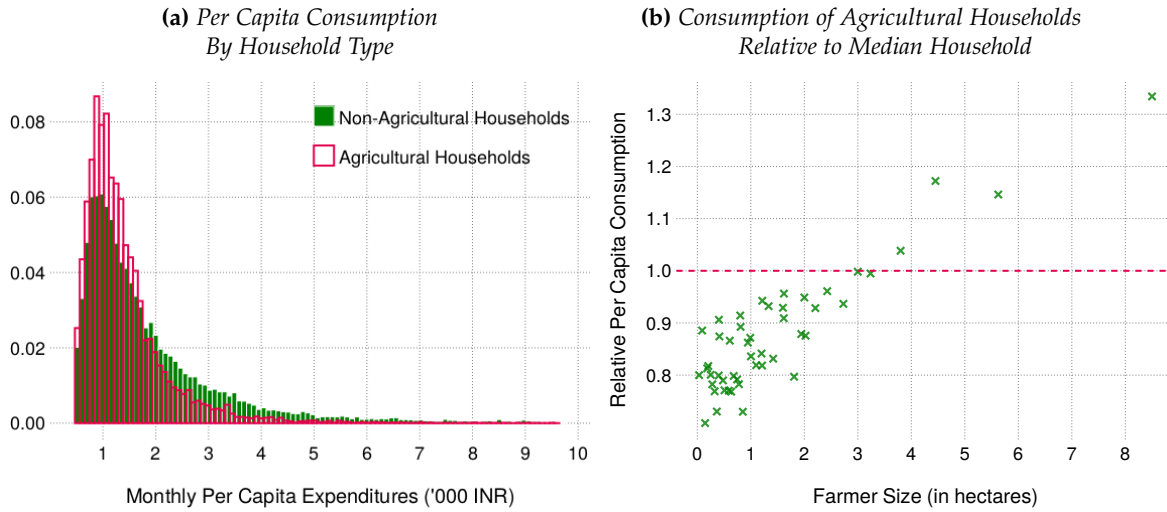 (a) Per Capita Consumption
By Household Type
0.08
0.06
0.04
0.02
0.00
Non-Agricultural Households
Agricultural Households
1 2 3 4 5 6 7 8 9 10
Monthly Per Capita Expenditures ('000 INR)
(b) Consumption of Agricultural Households
Relative to Median Household
Relative Per Capita Consumption
1.3
1.2
1.1
1.0
0.9
0.8
0 1 2 3 4 5 6 7 8
Farmer Size (in hectares)